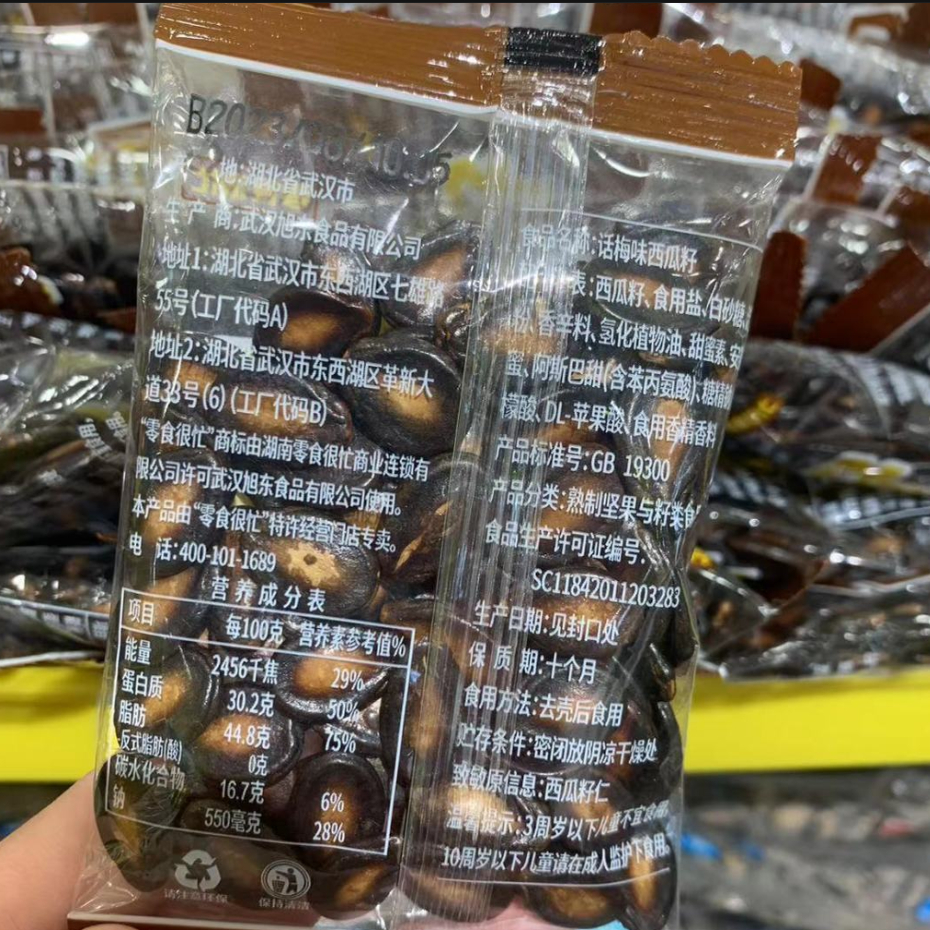 地:湖北省武汉市
生产商:武汉旭东食品有限公司
地址1:湖北省武汉市东西湖区七雄路
55号(工厂代码A)
地址2:湖北省武汉市东西湖区革新大
道33号(6)(工厂代码B)
“零食很忙”商标由湖南零食很忙商业连锁有
限公司许可武汉旭东食品有限公司使用。
本产品由“零食很忙”特许经营门店专卖。
电 话:400-101-1689
营养成分表
项目 每100克 营养素参考值%
能量 2456千焦 29%
蛋白质 30.2克 50%
脂肪 44.8克 75%
-反式脂肪(酸) 0克
碳水化合物 16.7克 6%
钠 550毫克 28%
请注意环保
保持清洁
食品名称:话梅味西瓜籽
表:西瓜籽、食用盐、白砂糖、
粉、香辛料、氢化植物油、甜蜜素、安
蜜、阿斯巴甜(含苯丙氨酸)、糖精钠
檬酸、DL-苹果酸、食用香精香料
产品标准号:GB 19300
产品分类:熟制坚果与籽类食
食品生产许可证编号:
SC11842011203283
生产日期:见封口处
保质期:十个月
食用方法:去壳后食用
贮存条件:密闭放阴凉干燥处
致敏原信息:西瓜籽仁
温馨提示:3周岁以下儿童不宜食用
10周岁以下儿童请在成人监护下食用。